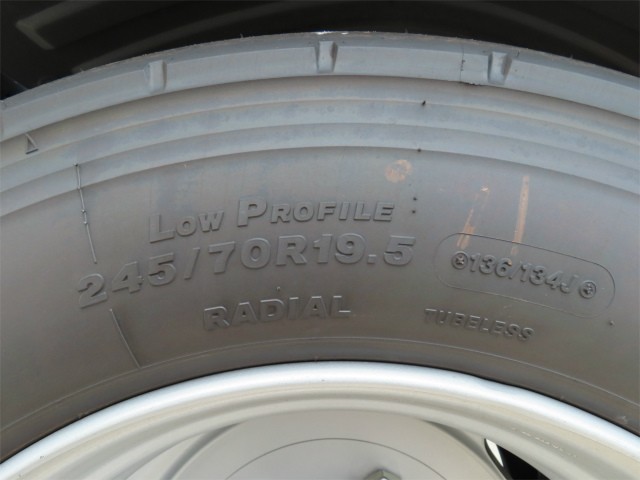 LOW PROFILE
245/70R19.5
136/134J
RADIAL
TUBELESS